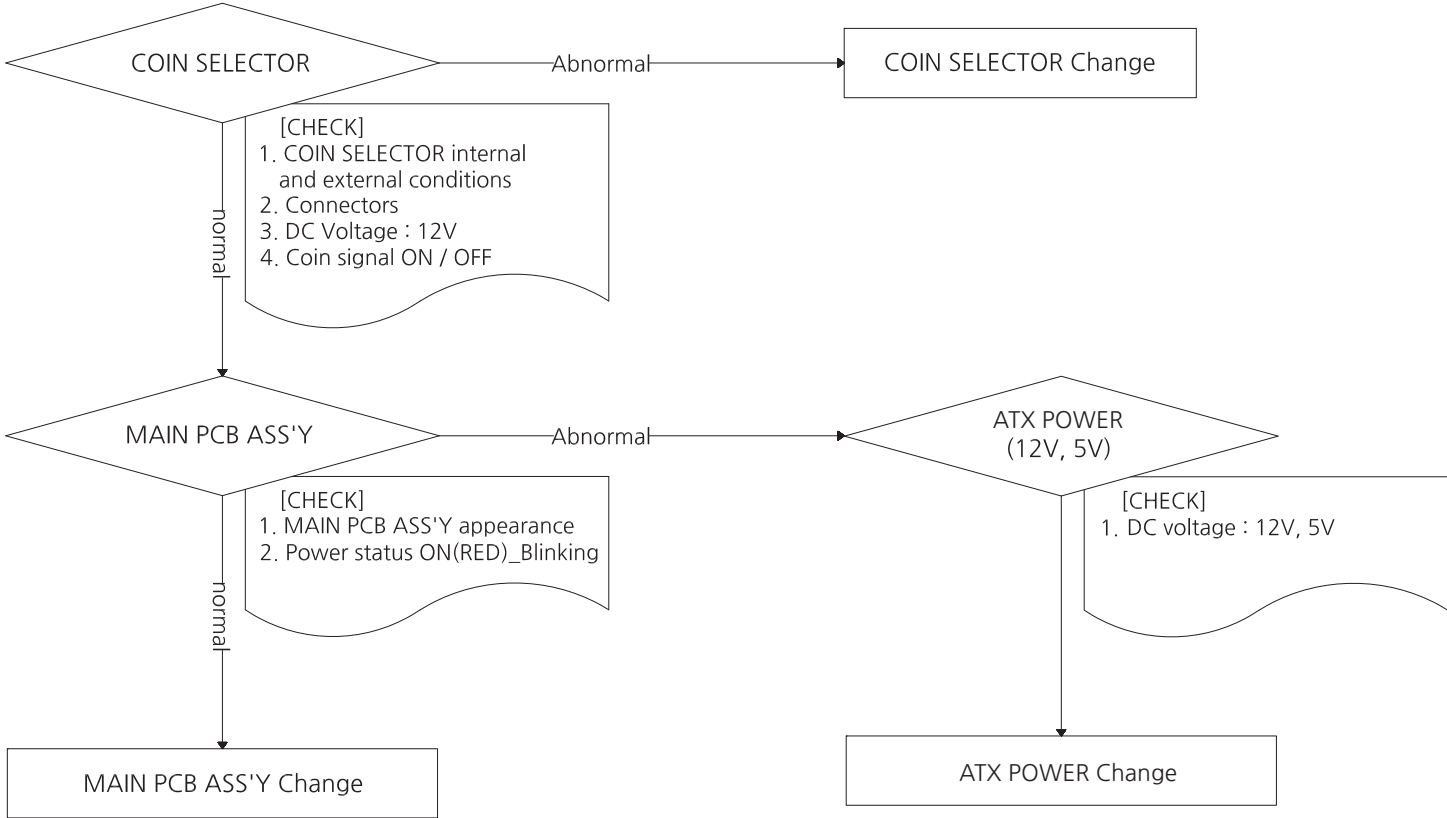 COIN SELECTOR
Abnormal
COIN SELECTOR Change
[CHECK]
1. COIN SELECTOR internal
and external conditions
2. Connectors
3. DC Voltage : 12V
4. Coin signal ON / OFF
normal
MAIN PCB ASS'Y
Abnormal
ATX POWER
(12V, 5V)
[CHECK]
1. MAIN PCB ASS'Y appearance
2. Power status ON(RED)_Blinking
[CHECK]
1. DC voltage : 12V, 5V
normal
MAIN PCB ASS'Y Change
ATX POWER Change